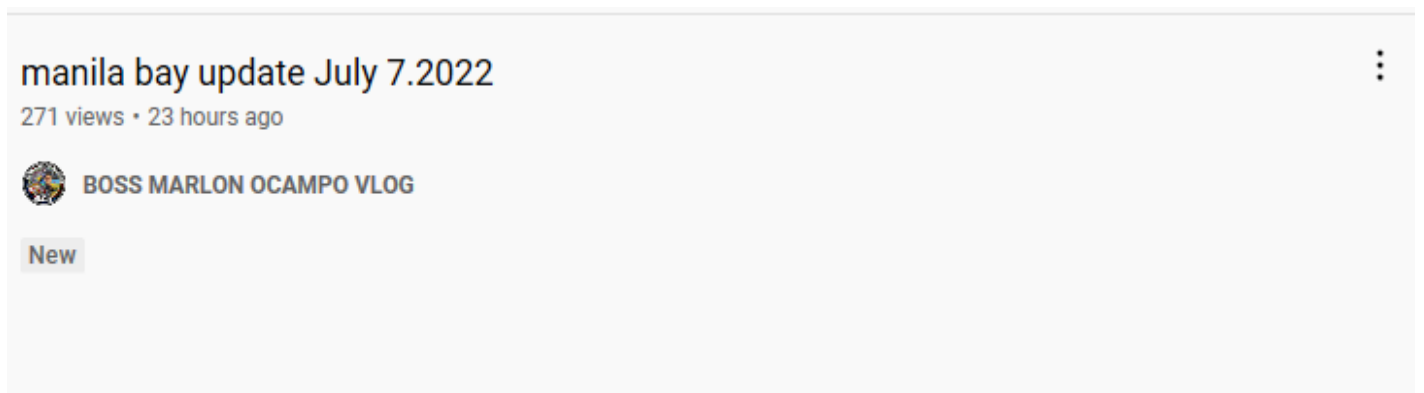 manila bay update July 7.2022
271 views • 23 hours ago
BOSS MARLON OCAMPO VLOG
New